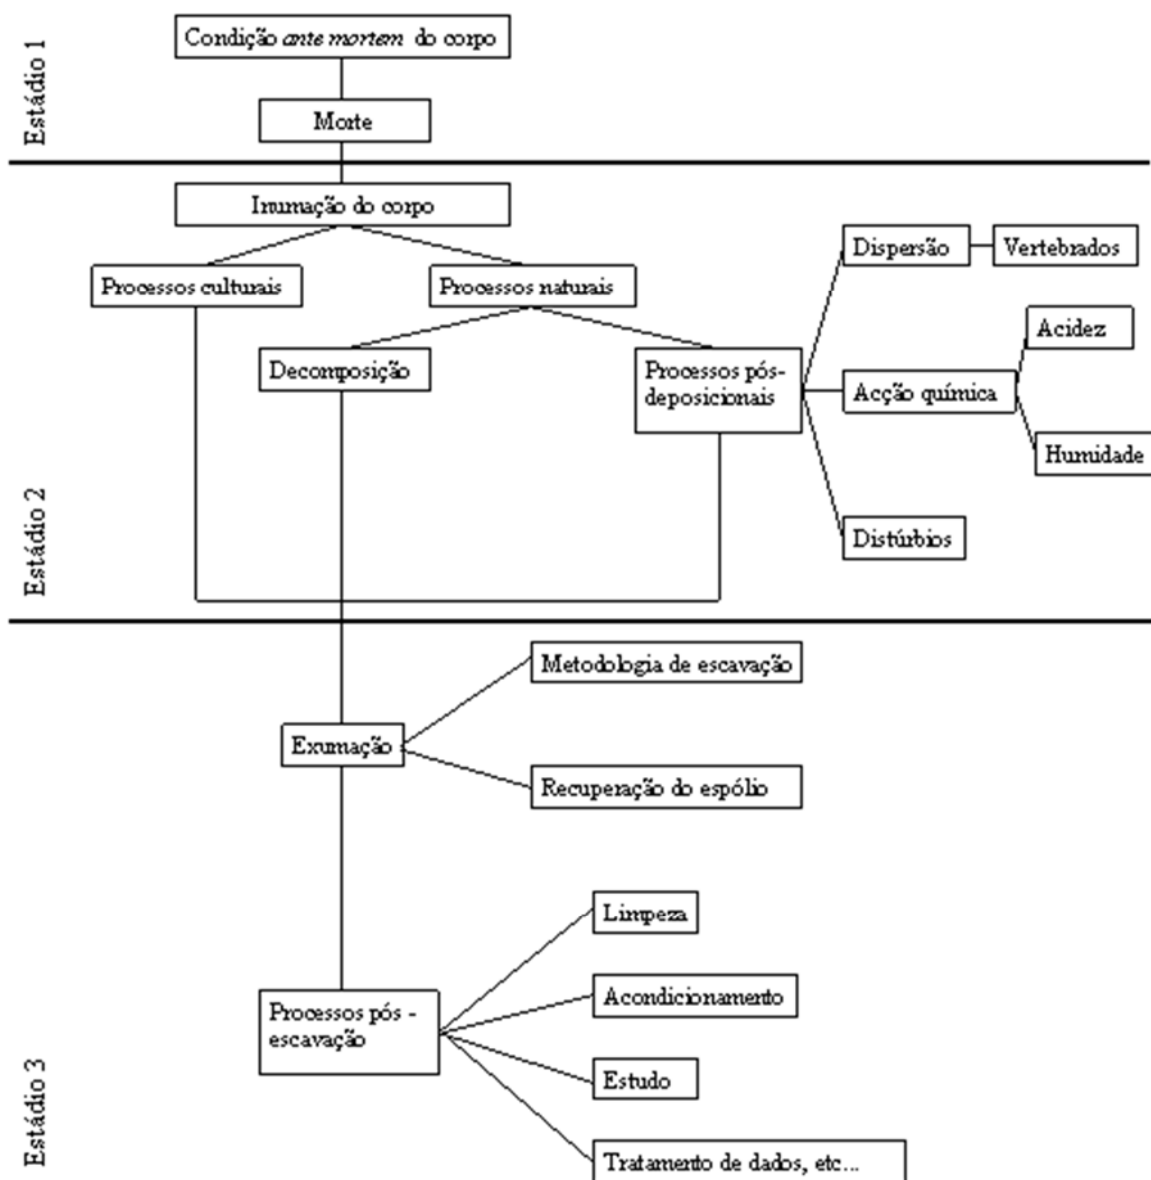 Estádio 1
Condição ante mortem do corpo
Morte
Estádio 2
Inumação do corpo
Processos culturais
Processos naturais
Decomposição
Processos pós-
deposicionais
Dispersão
Vertebrados
Acção química
Acidez
Humidade
Distúrbios
Estádio 3
Exumação
Metodologia de escavação
Recuperação do espólio
Processos pós -
escavação
Limpeza
Acondicionamento
Estudo
Tratamento de dados, etc...